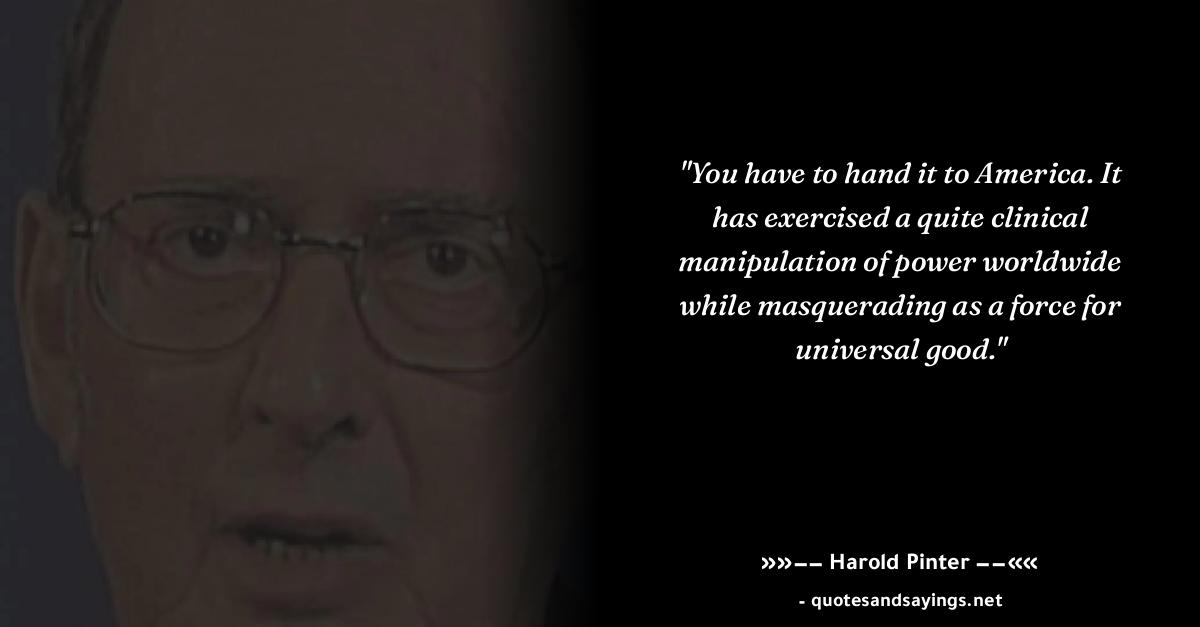 "You have to hand it to America. It
has exercised a quite clinical
manipulation of power worldwide
while masquerading as a force for
universal good."
»»−− Harold Pinter −−««
- quotesandsayings.net